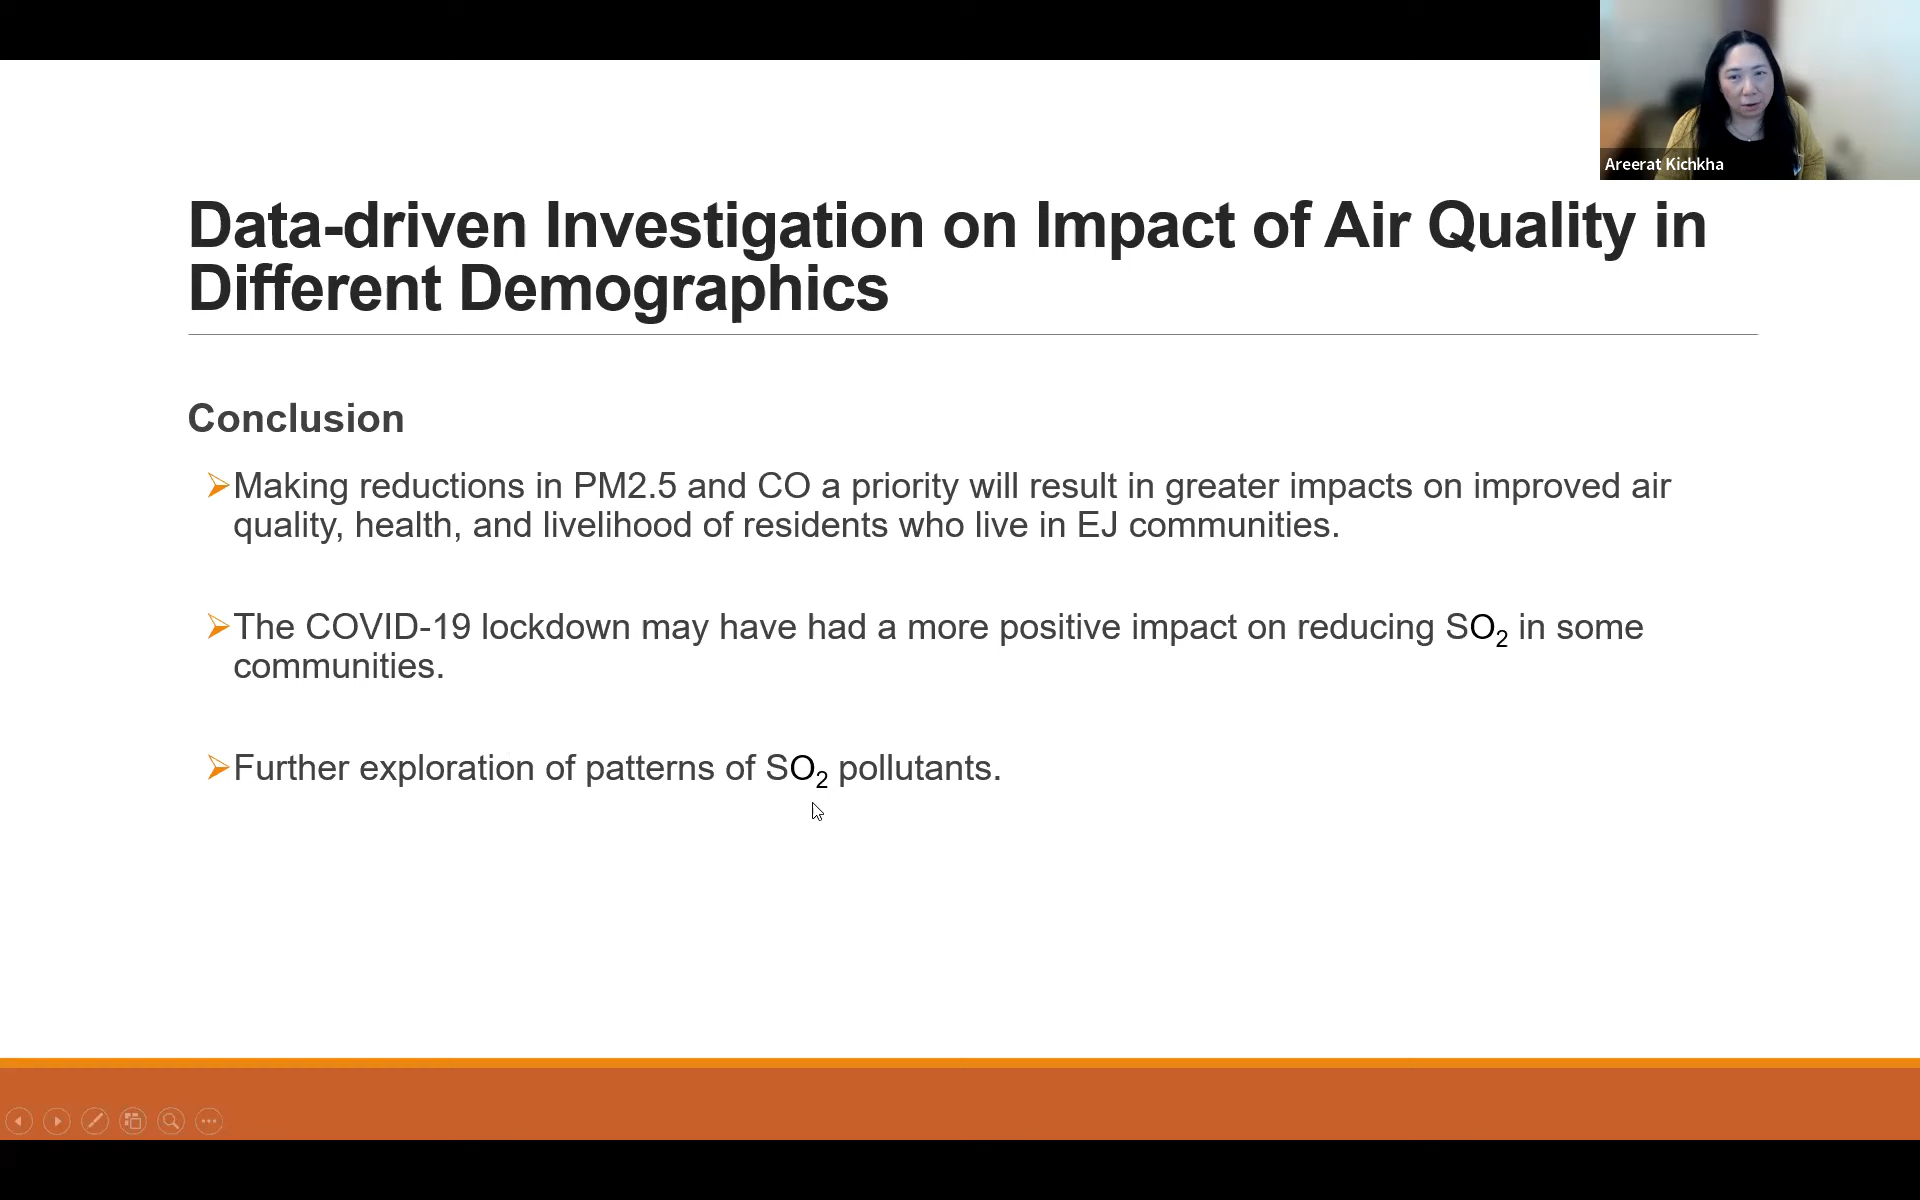 Areerat Kichkha
Data-driven Investigation on Impact of Air Quality in
Different Demographics
Conclusion
Making reductions in PM2.5 and CO a priority will result in greater impacts on improved air
quality, health, and livelihood of residents who live in EJ communities.
The COVID-19 lockdown may have had a more positive impact on reducing SO₂ in some
communities.
Further exploration of patterns of SO₂ pollutants.